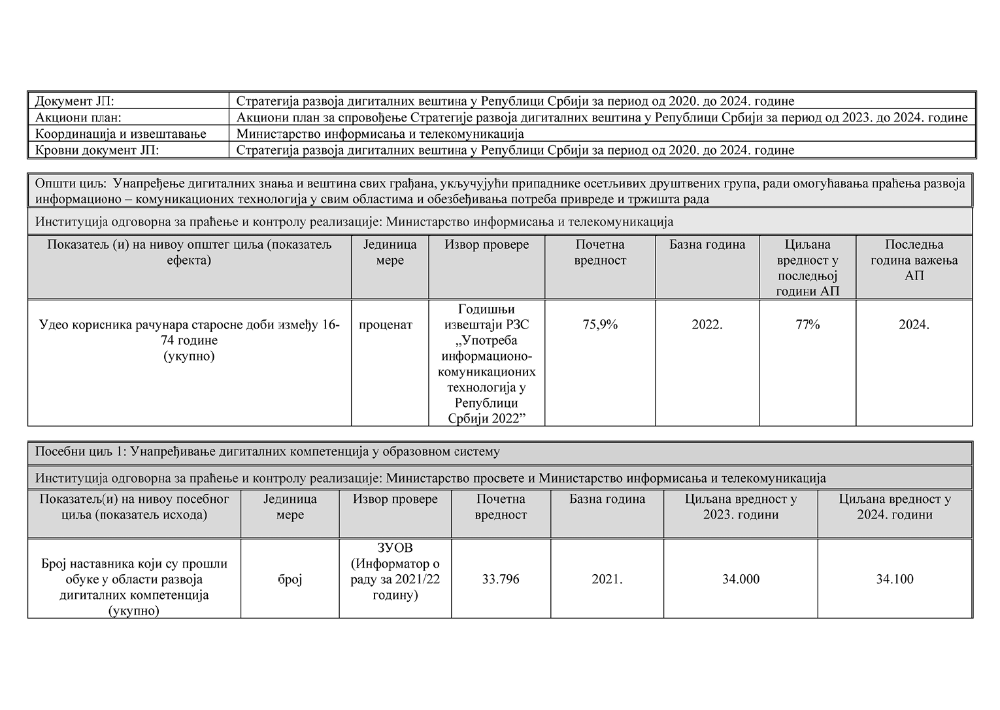 Документ ЈП:
Стратегија развоја дигиталних вештина у Републици Србији за период од 2020. до 2024. године
Акциони план:
Акциони план за спровођење Стратегије развоја дигиталних вештина у Републици Србији за период од 2023. до 2024. године
Координација и извештавање
Министарство информисања и телекомуникација
Кровни документ ЈП:
Стратегија развоја дигиталних вештина у Републици Србији за период од 2020. до 2024. године
Општи циљ:  Унапређење дигиталних знања и вештина свих грађана, укључујући припаднике осетљивих друштвених група, ради омогућавања праћења развоја
информационо – комуникационих технологија у свим областима и обезбеђивања потреба привреде и тржишта рада
Институција одговорна за праћење и контролу реализације: Министарство информисања и телекомуникација
Показатељ (и) на нивоу општег циља (показатељ
ефекта)
Јединица
мере
Извор провере
Почетна
вредност
Базна година
Циљана
вредност у
последњој
години АП
Последња
година важења
АП
Удео корисника рачунара старосне доби између 16-
74 године
(укупно)
проценат
Годишњи
извештаји РЗС
„Употреба
информационо-
комуникационих
технологија у
Републици
Србији 2022”
75,9%
2022.
77%
2024.
Посебни циљ 1: Унапређивање дигиталних компетенција у образовном систему
Институција одговорна за праћење и контролу реализације: Министарство просвете и Министарство информисања и телекомуникација
Показатељ(и) на нивоу посебног
циља (показатељ исхода)
Јединица
мере
Извор провере
Почетна
вредност
Базна година
Циљана вредност у
2023. години
Циљана вредност у
2024. години
Број наставника који су прошли
обуке у области развоја
дигиталних компетенција
(укупно)
број
ЗУОВ
(Информатор о
раду за 2021/22
годину)
33.796
2021.
34.000
34.100